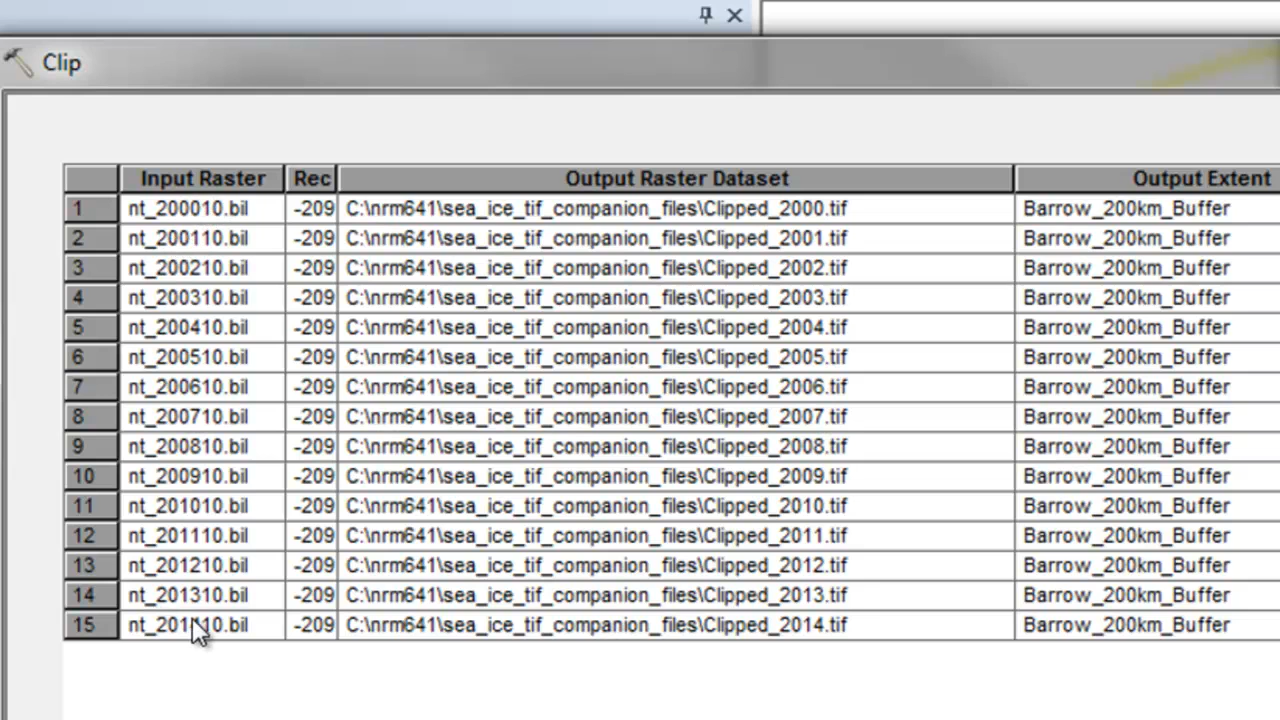 Clip
Input Raster Rec Output Raster Dataset Output Extent
1 nt_200010.bil -209 C:\nrm641\sea_ice_tif_companion_files\Clipped_2000.tif Barrow_200km_Buffer
2 nt_200110.bil -209 C:\nrm641\sea_ice_tif_companion_files\Clipped_2001.tif Barrow_200km_Buffer
3 nt_200210.bil -209 C:\nrm641\sea_ice_tif_companion_files\Clipped_2002.tif Barrow_200km_Buffer
4 nt_200310.bil -209 C:\nrm641\sea_ice_tif_companion_files\Clipped_2003.tif Barrow_200km_Buffer
5 nt_200410.bil -209 C:\nrm641\sea_ice_tif_companion_files\Clipped_2004.tif Barrow_200km_Buffer
6 nt_200510.bil -209 C:\nrm641\sea_ice_tif_companion_files\Clipped_2005.tif Barrow_200km_Buffer
7 nt_200610.bil -209 C:\nrm641\sea_ice_tif_companion_files\Clipped_2006.tif Barrow_200km_Buffer
8 nt_200710.bil -209 C:\nrm641\sea_ice_tif_companion_files\Clipped_2007.tif Barrow_200km_Buffer
9 nt_200810.bil -209 C:\nrm641\sea_ice_tif_companion_files\Clipped_2008.tif Barrow_200km_Buffer
10 nt_200910.bil -209 C:\nrm641\sea_ice_tif_companion_files\Clipped_2009.tif Barrow_200km_Buffer
11 nt_201010.bil -209 C:\nrm641\sea_ice_tif_companion_files\Clipped_2010.tif Barrow_200km_Buffer
12 nt_201110.bil -209 C:\nrm641\sea_ice_tif_companion_files\Clipped_2011.tif Barrow_200km_Buffer
13 nt_201210.bil -209 C:\nrm641\sea_ice_tif_companion_files\Clipped_2012.tif Barrow_200km_Buffer
14 nt_201310.bil -209 C:\nrm641\sea_ice_tif_companion_files\Clipped_2013.tif Barrow_200km_Buffer
15 -209 C:\nrm641\sea_ice_tif_companion_files\Clipped_2014.tif Barrow_200km_Buffer